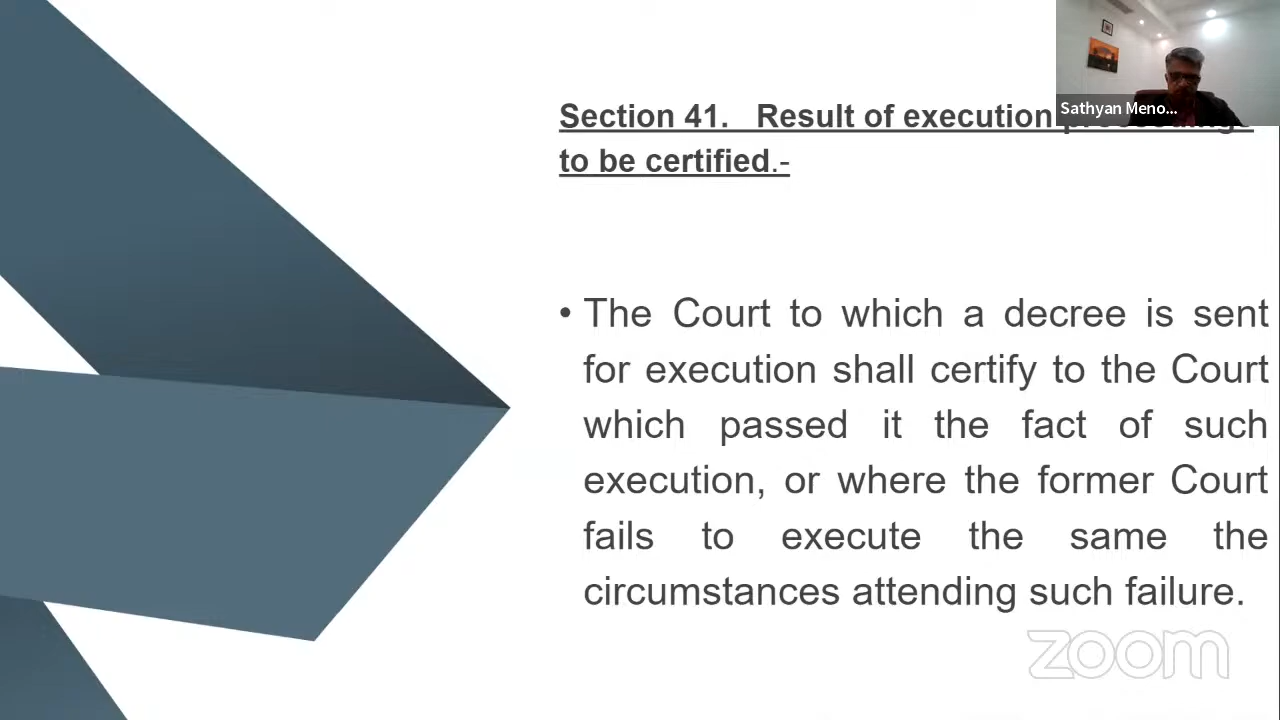 Sathyan Meno...
Section 41. Result of execution
to be certified.-
• The Court to which a decree is sent
for execution shall certify to the Court
which passed it the fact of such
execution, or where the former Court
fails to execute the same the
circumstances attending such failure.
zoom